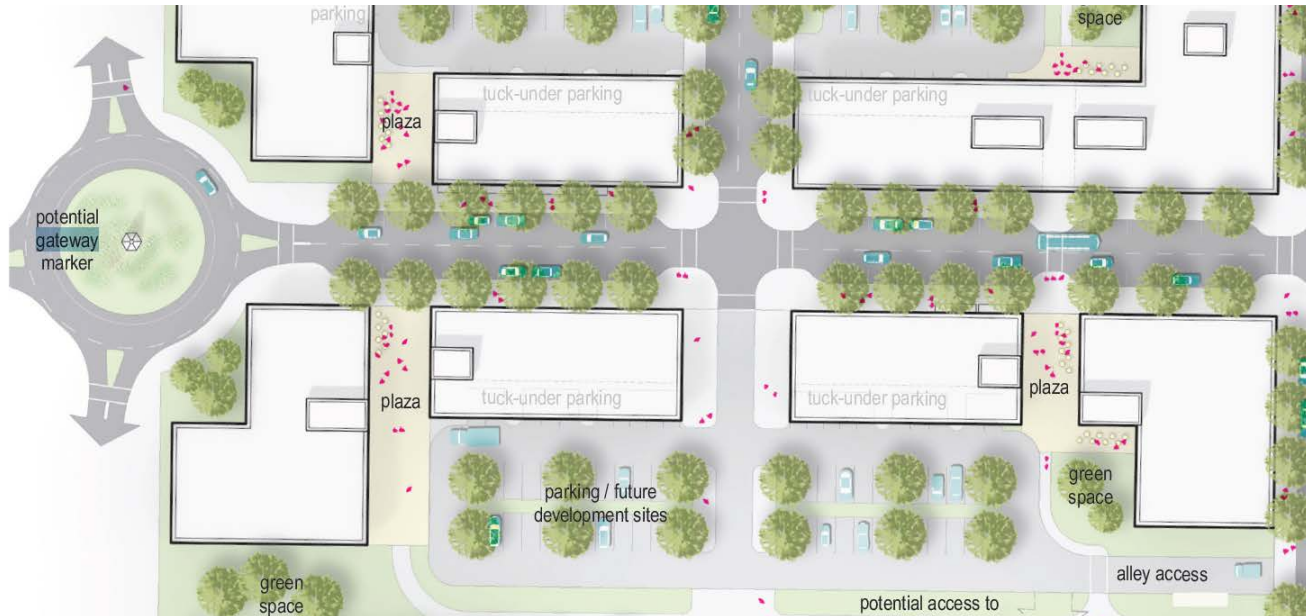 parking
space
tuck-under parking
tuck-under parking
plaza
potential
gateway
marker
plaza
tuck-under parking
tuck-under parking
plaza
parking / future
development sites
green
space
green
space
alley access
potential access to